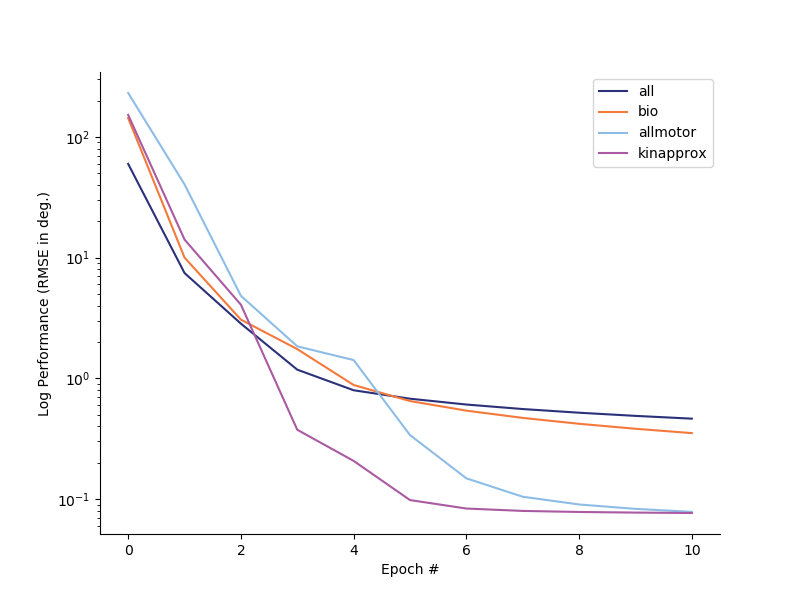 all
bio
allmotor
kinapprox
10²
10¹
10⁰
10⁻¹
Log Performance (RMSE in deg.)
0 2 4 6 8 10
Epoch #